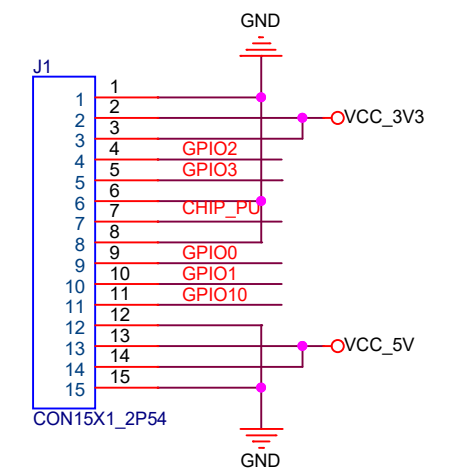 GND
J1
1 1
2 2 VCC_3V3
3 3
4 4 GPIO2
5 5 GPIO3
6 6
7 7 CHIP_PU
8 8
9 9 GPIO0
10 10 GPIO1
11 11 GPIO10
12 12
13 13 VCC_5V
14 14
15 15
CON15X1_2P54
GND